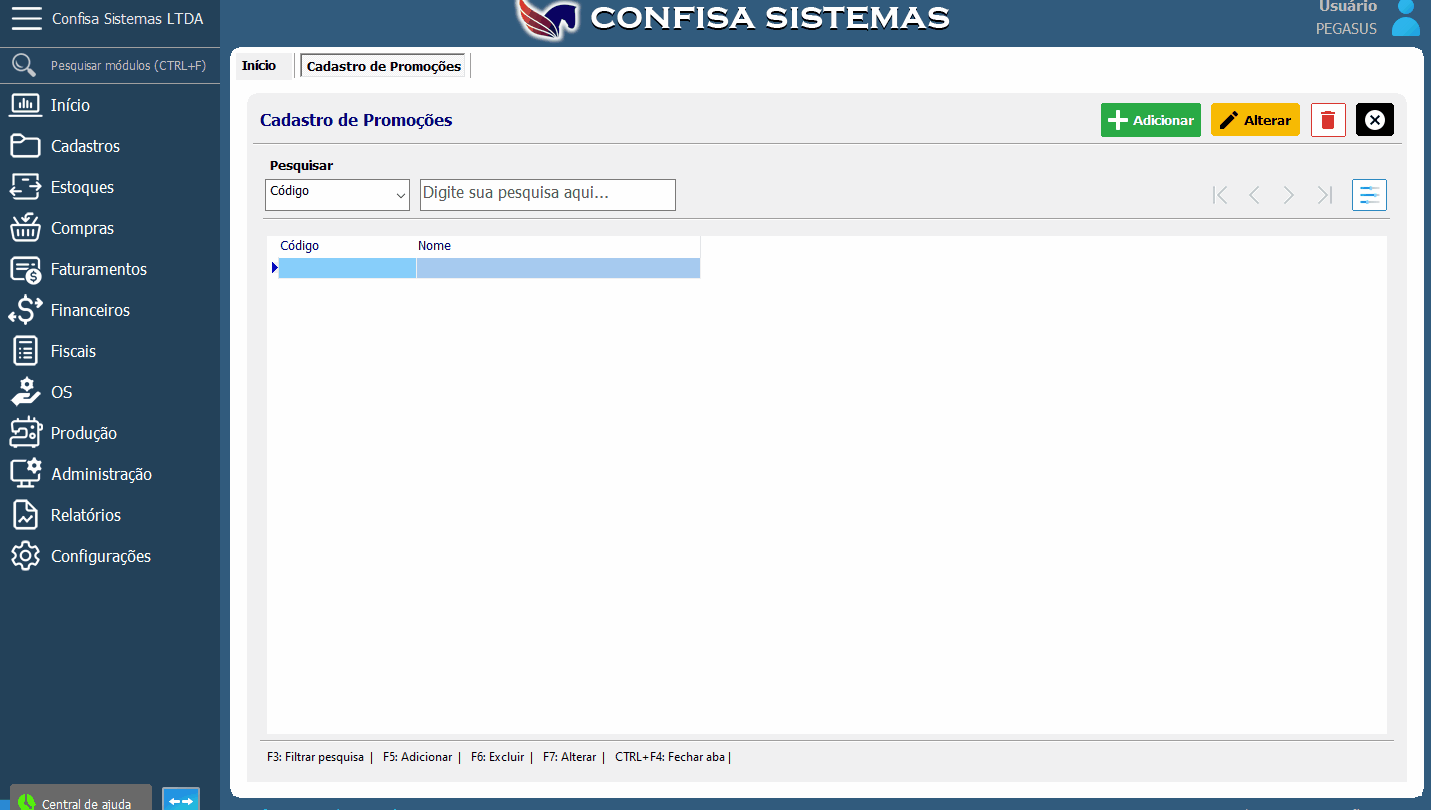 Confisa Sistemas LTDA
CONFISA SISTEMAS
Usuário
PEGASUS
Pesquisar módulos (CTRL+F)
Início
Cadastros
Estoques
Compras
Faturamentos
Financeiros
Fiscais
OS
Produção
Administração
Relatórios
Configurações
Central de ajuda
Início
Cadastro de Promoções
Cadastro de Promoções
Adicionar
Alterar
Pesquisar
Código
Digite sua pesquisa aqui...
Código Nome
F3: Filtrar pesquisa | F5: Adicionar | F6: Excluir | F7: Alterar | CTRL+F4: Fechar aba |